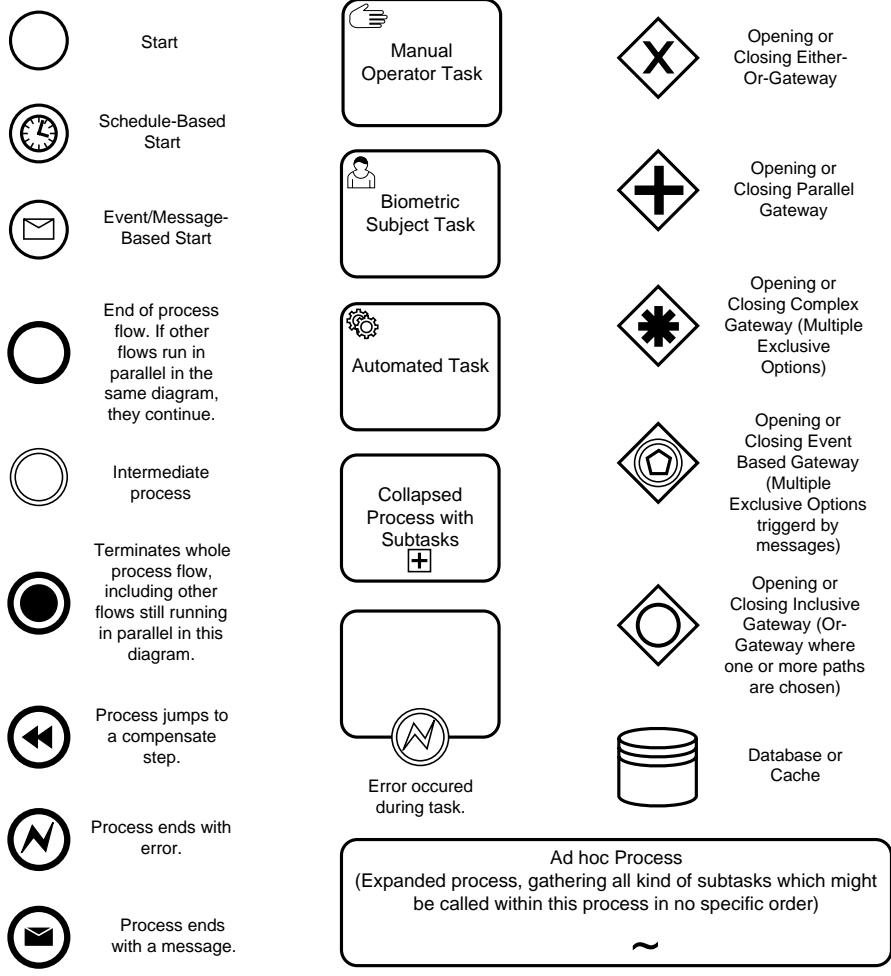 Start
Schedule-Based
Start
Event/Message-
Based Start
End of process
flow. If other
flows run in
parallel in the
same diagram,
they continue.
Intermediate
process
Terminates whole
process flow,
including other
flows still running
in parallel in this
diagram.
Process jumps to
a compensate
step.
Process ends with
error.
Process ends
with a message.
Manual
Operator Task
Biometric
Subject Task
Automated Task
Collapsed
Process with
Subtasks
Error occured
during task.
X
Opening or
Closing Either-
Or-Gateway
Opening or
Closing Parallel
Gateway
Opening or
Closing Complex
Gateway (Multiple
Exclusive
Options)
Opening or
Closing Event
Based Gateway
(Multiple
Exclusive Options
triggerd by
messages)
Opening or
Closing Inclusive
Gateway (Or-
Gateway where
one or more paths
are chosen)
Database or
Cache
Ad hoc Process
(Expanded process, gathering all kind of subtasks which might
be called within this process in no specific order)
~